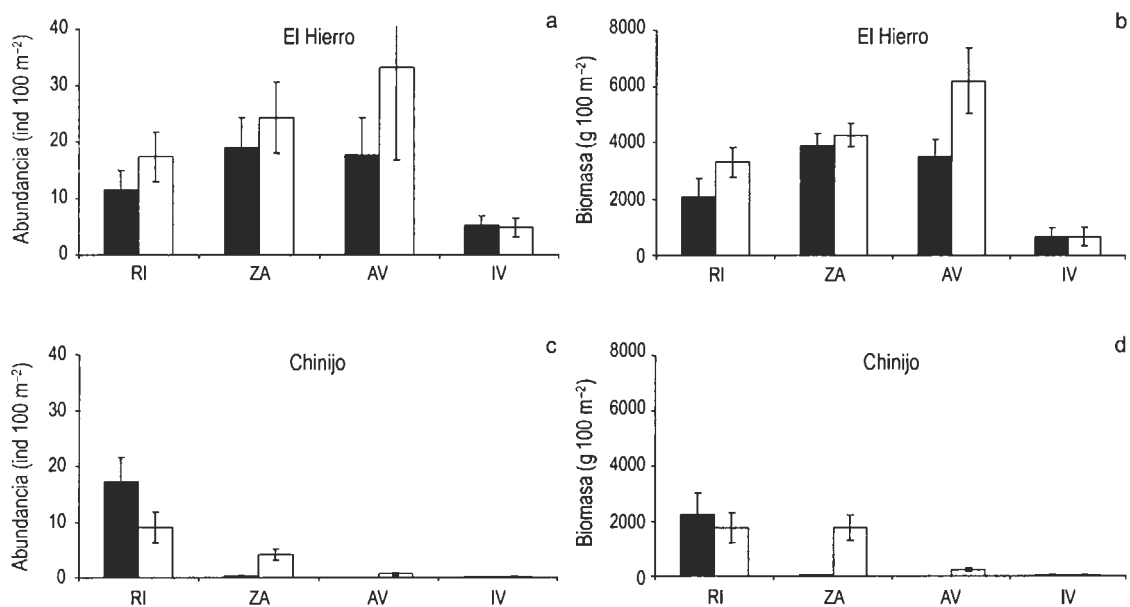 a
El Hierro
Abundancia (ind 100 m⁻²)
40
30
20
10
0
RI ZA AV IV
b
El Hierro
Biomasa (g 100 m⁻²)
8000
6000
4000
2000
0
RI ZA AV IV
c
Chinijo
Abundancia (ind 100 m⁻²)
40
30
20
10
0
RI ZA AV IV
d
Chinijo
Biomasa (g 100 m⁻²)
8000
6000
4000
2000
0
RI ZA AV IV